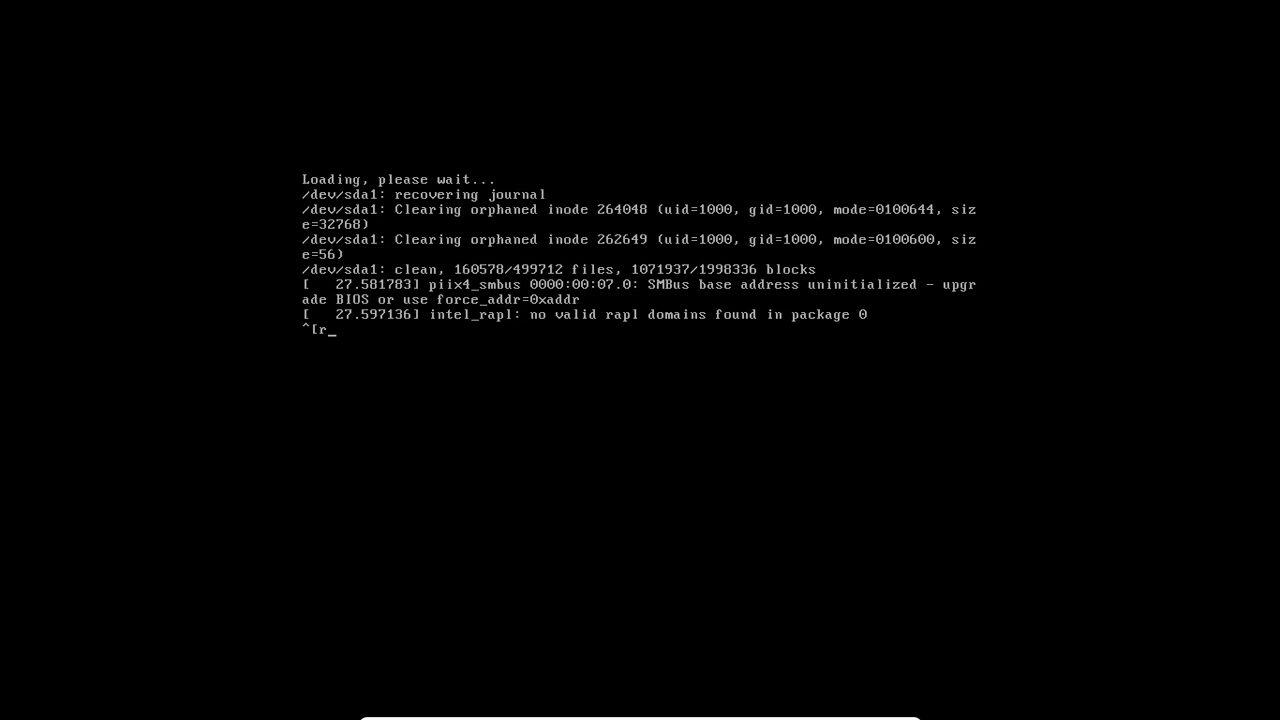 Loading, please wait...
/dev/sda1: recovering journal
/dev/sda1: Clearing orphaned inode 264048 (uid=1000, gid=1000, mode=0100644, siz
e=32768)
/dev/sda1: Clearing orphaned inode 262649 (uid=1000, gid=1000, mode=0100600, siz
e=56)
/dev/sda1: clean, 160578/499712 files, 1071937/1998336 blocks
[   27.581783] piix4_smbus 0000:00:07.0: SMBus base address uninitialized - upgr
ade BIOS or use force_addr=0xaddr
[   27.597136] intel_rapl: no valid rapl domains found in package 0
^[r_